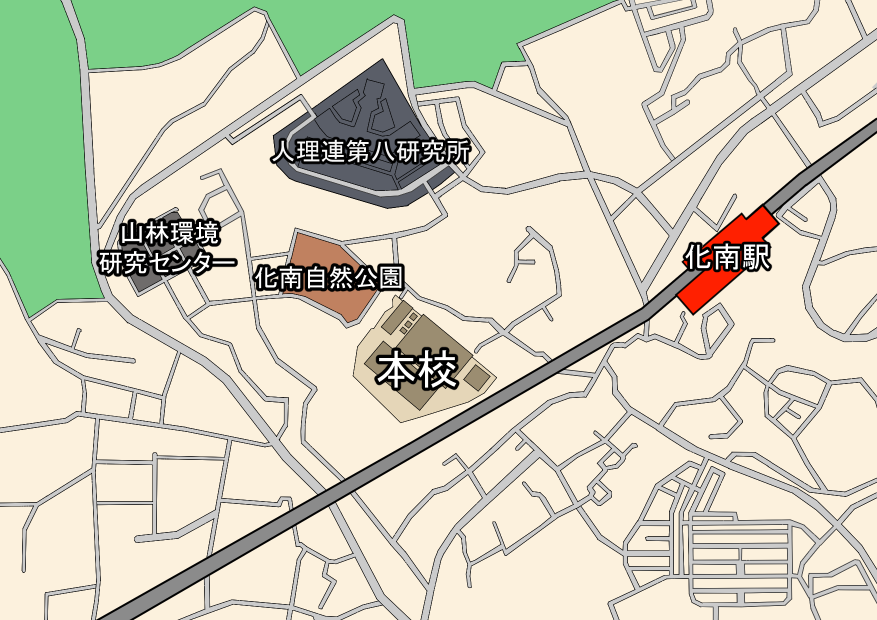 人理連第八研究所
山林環境
研究センター
化南自然公園
化南駅
本校